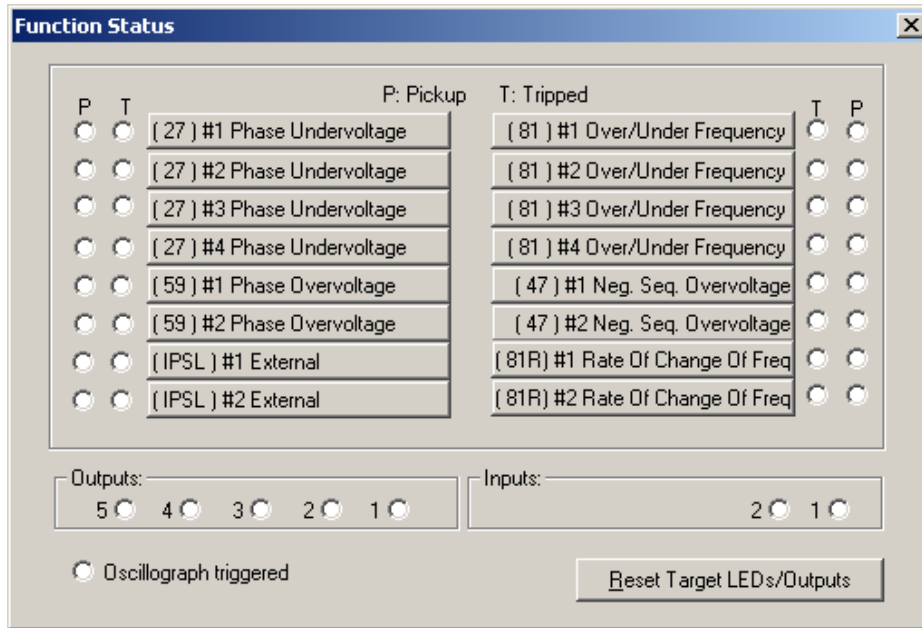 Function Status
P: Pickup T: Tripped
P T
T P
( 27 ) #1 Phase Undervoltage
( 81 ) #1 Over/Under Frequency
( 27 ) #2 Phase Undervoltage
( 81 ) #2 Over/Under Frequency
( 27 ) #3 Phase Undervoltage
( 81 ) #3 Over/Under Frequency
( 27 ) #4 Phase Undervoltage
( 81 ) #4 Over/Under Frequency
( 59 ) #1 Phase Overvoltage
( 47 ) #1 Neg. Seq. Overvoltage
( 59 ) #2 Phase Overvoltage
( 47 ) #2 Neg. Seq. Overvoltage
( IPSL ) #1 External
( 81R) #1 Rate Of Change Of Freq
( IPSL ) #2 External
( 81R) #2 Rate Of Change Of Freq
Outputs:
5 4 3 2 1
Inputs:
2 1
Oscillograph triggered
Reset Target LEDs/Outputs